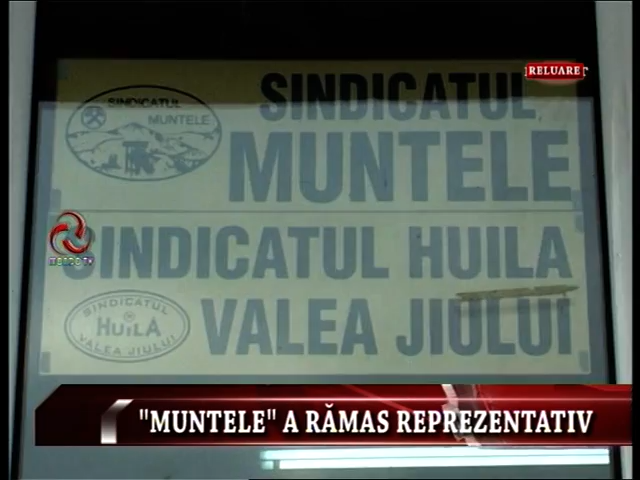 RELUARE
SINDICATUL
MUNTELE
SINDICATUL
MUNTELE
SINDICATUL HUILA
VALEA JIULUI
SINDICATUL
HUILA
VALEA JIULUI
"MUNTELE" A RĂMAS REPREZENTATIV